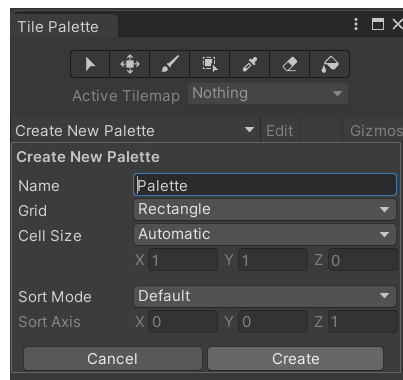 Tile Palette
Active Tilemap Nothing
Create New Palette Edit Gizmos
Create New Palette
Name Palette
Grid Rectangle
Cell Size Automatic
X 1 Y 1 Z 0
Sort Mode Default
Sort Axis X 0 Y 0 Z 1
Cancel Create